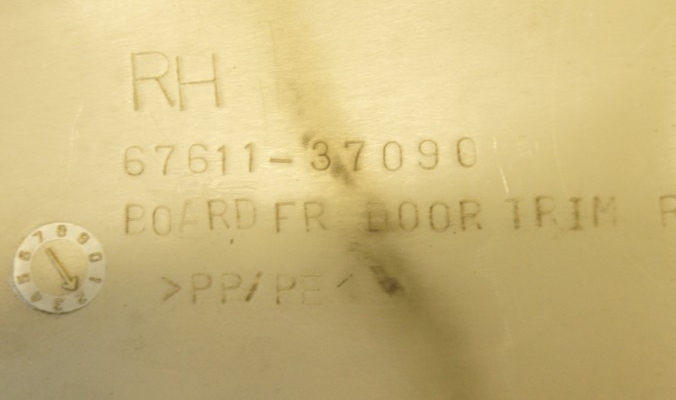 RH
67611-37090
BOARD FR DOOR TRIM R
>PP/PE<